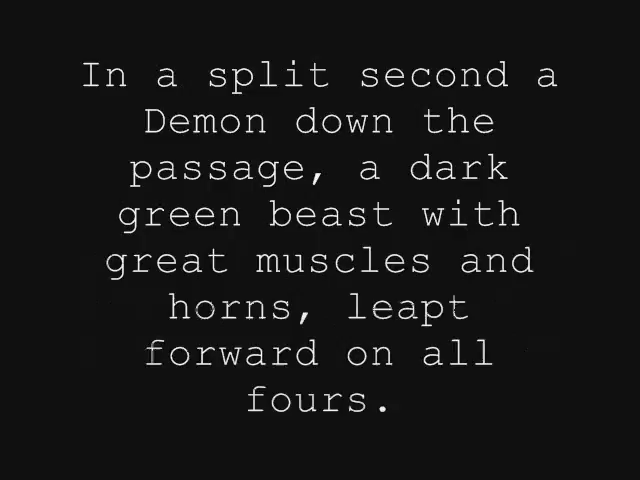 In a split second a
Demon down the
passage, a dark
green beast with
great muscles and
horns, leapt
forward on all
fours.